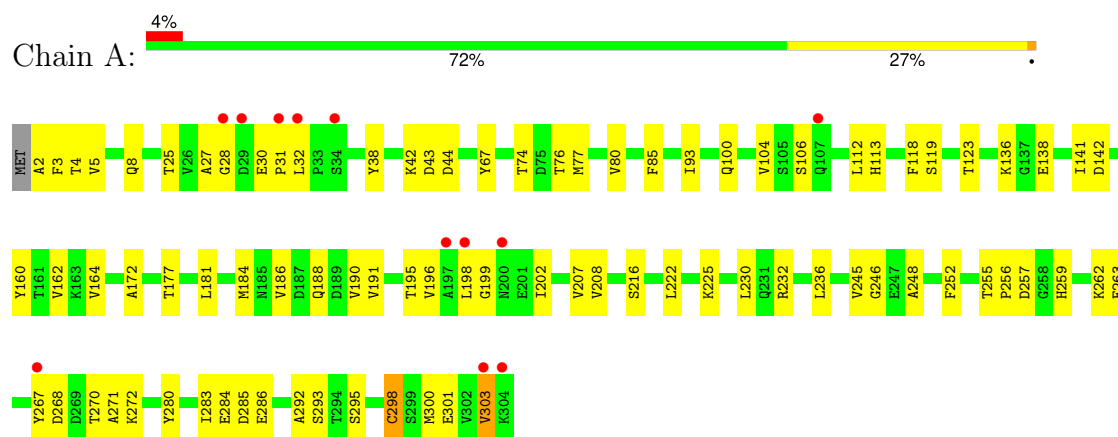 4%
Chain A:
72% 27% •
MET A2 F3 T4 V5 Q8 T25 V26 A27 G28 D29 E30 P31 L32 P33 S34 Y38 K42 D43 D44 Y67 T74 D75 T76 M77 V80 F85 I93 Q100 V104 S105 S106 Q107 L112 H113 F118 S119 T123 K136 G137 E138 I141 D142
Y160 T161 V162 K163 V164 A172 T177 L181 M184 N185 V186 D187 Q188 D189 V190 V191 T195 V196 A197 L198 G199 N200 E201 I202 V207 V208 S216 L222 K225 L230 Q231 R232 L236 V245 G246 E247 A248 F252 T255 P256 D257 G258 H259 K262 E263
Y267 D268 D269 T270 A271 K272 Y280 I283 E284 D285 E286 A292 S293 T294 S295 C298 S299 M300 E301 V302 V303 K304